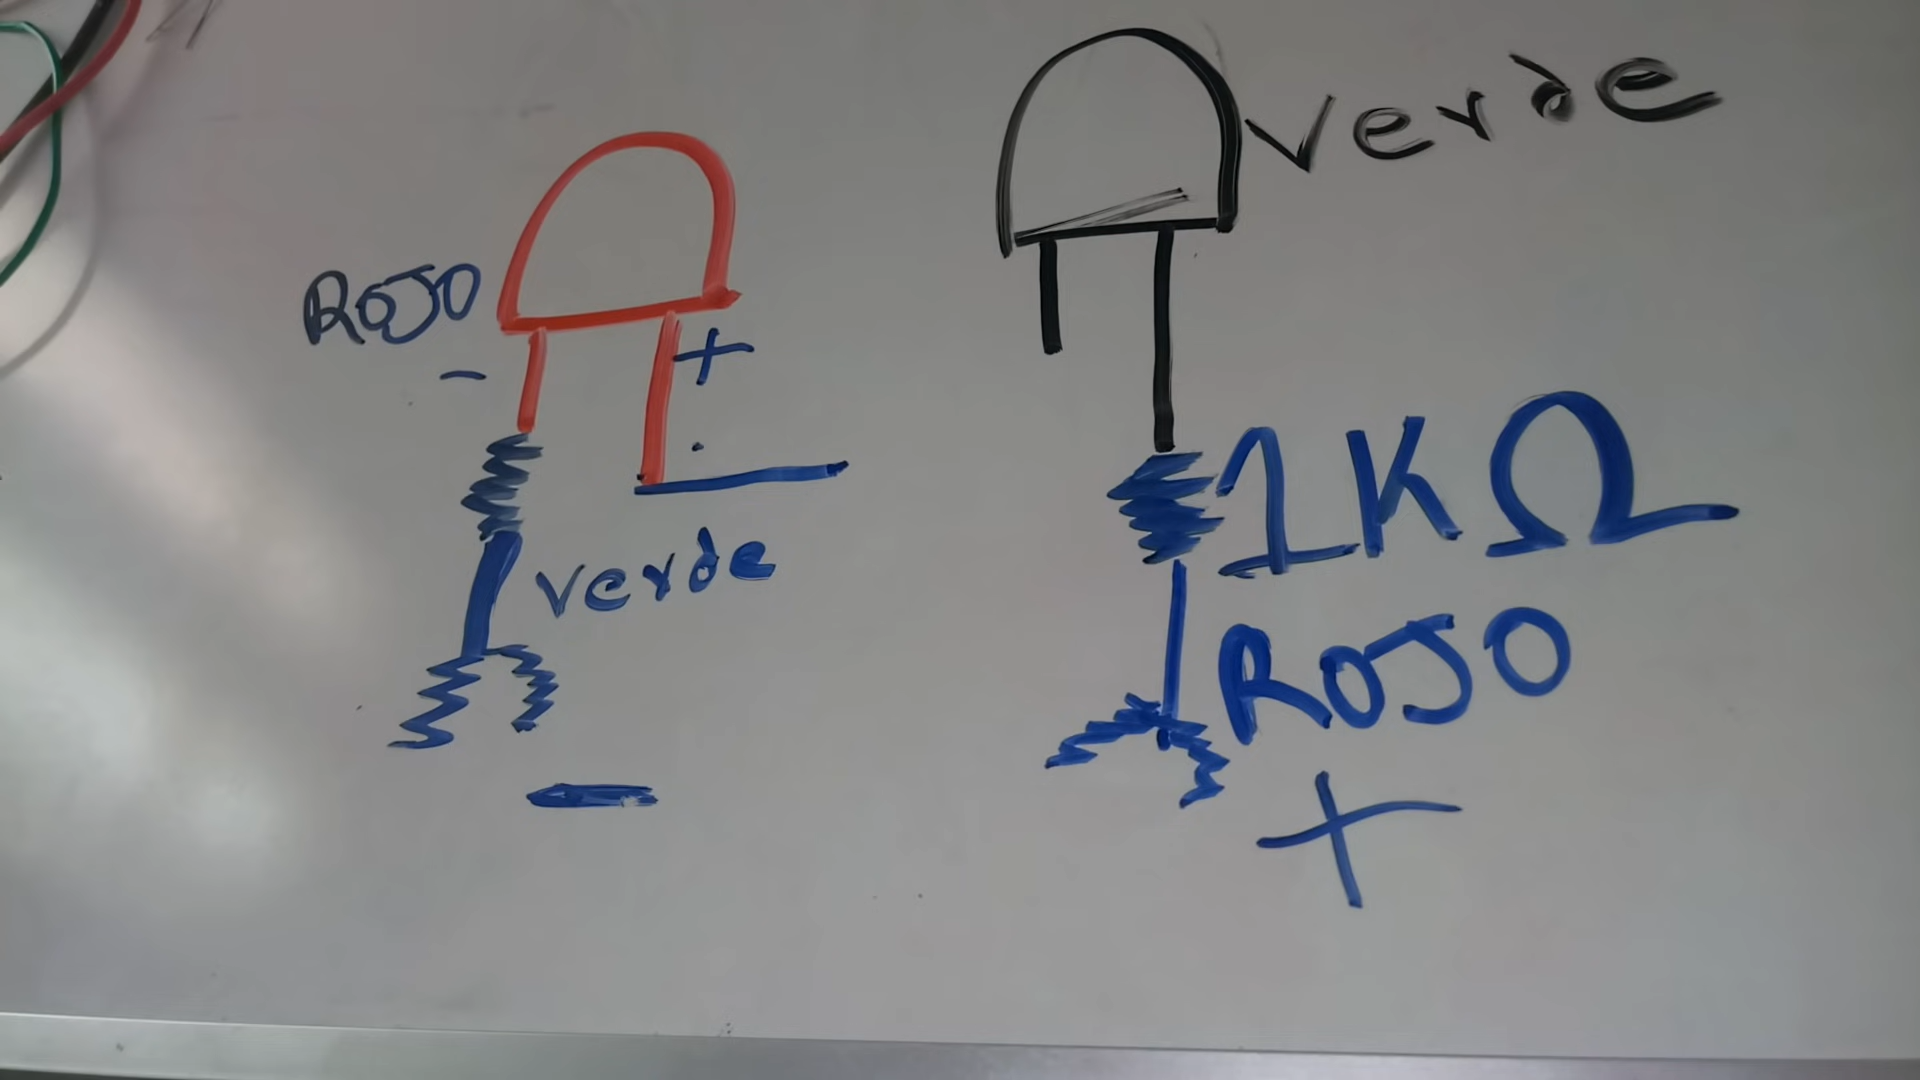 ROJO
-
+
verde
-
verde
1KΩ
ROJO
+